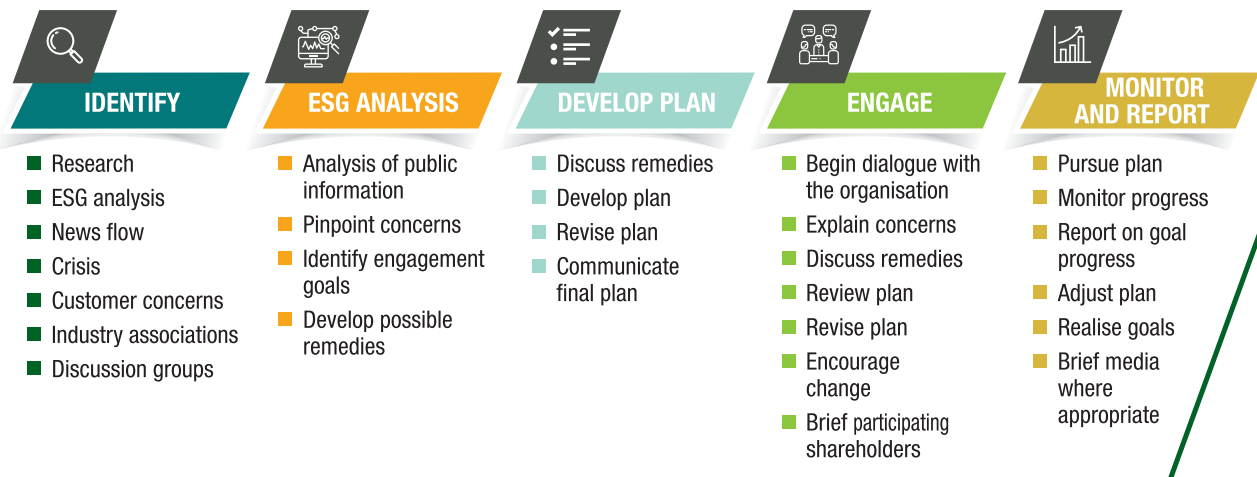 IDENTIFY
Research
ESG analysis
News flow
Crisis
Customer concerns
Industry associations
Discussion groups
ESG ANALYSIS
Analysis of public
information
Pinpoint concerns
Identify engagement
goals
Develop possible
remedies
DEVELOP PLAN
Discuss remedies
Develop plan
Revise plan
Communicate
final plan
ENGAGE
Begin dialogue with
the organisation
Explain concerns
Discuss remedies
Review plan
Revise plan
Encourage
change
Brief participating
shareholders
MONITOR
AND REPORT
Pursue plan
Monitor progress
Report on goal
progress
Adjust plan
Realise goals
Brief media
where
appropriate